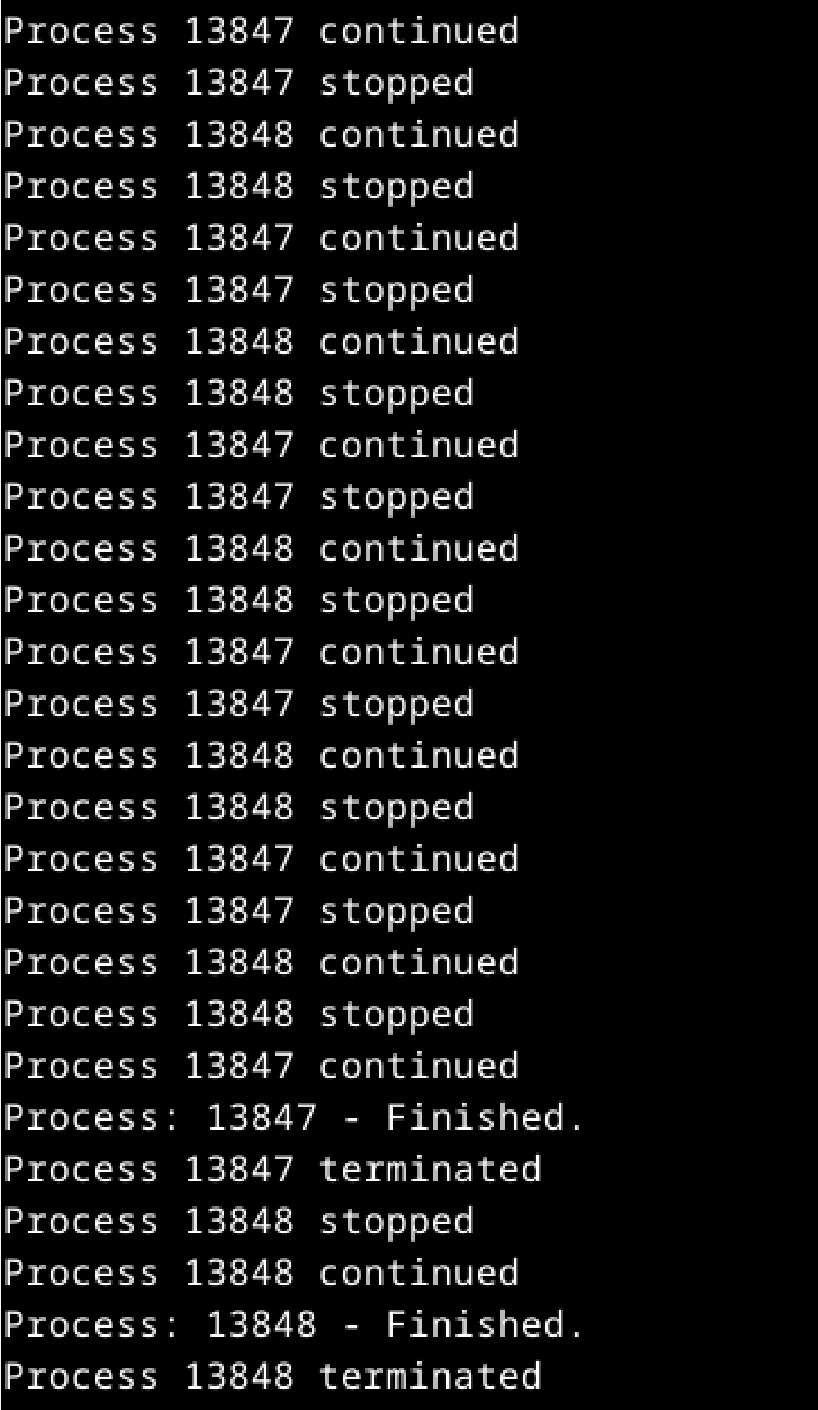 Process 13847 continued
Process 13847 stopped
Process 13848 continued
Process 13848 stopped
Process 13847 continued
Process 13847 stopped
Process 13848 continued
Process 13848 stopped
Process 13847 continued
Process 13847 stopped
Process 13848 continued
Process 13848 stopped
Process 13847 continued
Process 13847 stopped
Process 13848 continued
Process 13848 stopped
Process 13847 continued
Process 13847 stopped
Process 13848 continued
Process 13848 stopped
Process 13847 continued
Process: 13847 - Finished.
Process 13847 terminated
Process 13848 stopped
Process 13848 continued
Process: 13848 - Finished.
Process 13848 terminated